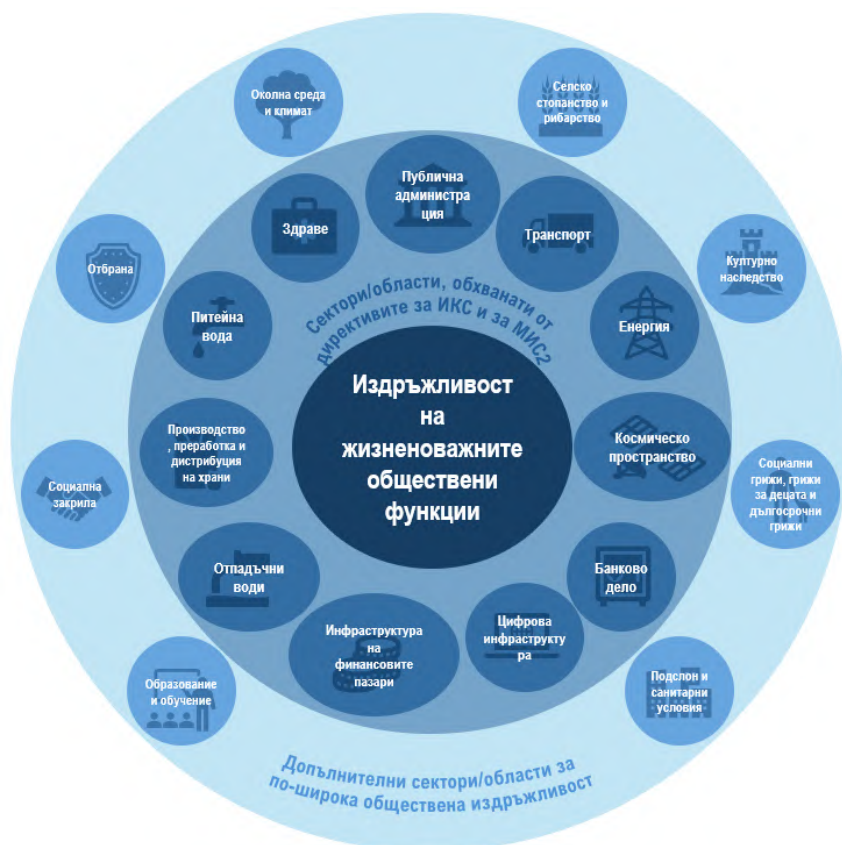 Околна среда
и климат
Селско
стопанство и
рибарство
Публична
администра
ция
Здраве
Транспорт
Отбрана
Културно
наследство
Сектори/области, обхванати от
директивите за ИКС и за МИС2
Питейна
вода
Енергия
Издръжливост
на
жизненоважните
обществени
функции
Производство
, преработка и
дистрибуция
на храни
Космическо
пространство
Социална
закрила
Социални
грижи, грижи
за децата и
дългосрочни
грижи
Отпадъчни
води
Банково
дело
Инфраструктура
на
финансовите
пазари
Цифрова
инфраструкту
ра
Образование
и обучение
Подслон и
санитарни
условия
Допълнителни сектори/области за
по-широка обществена издръжливост